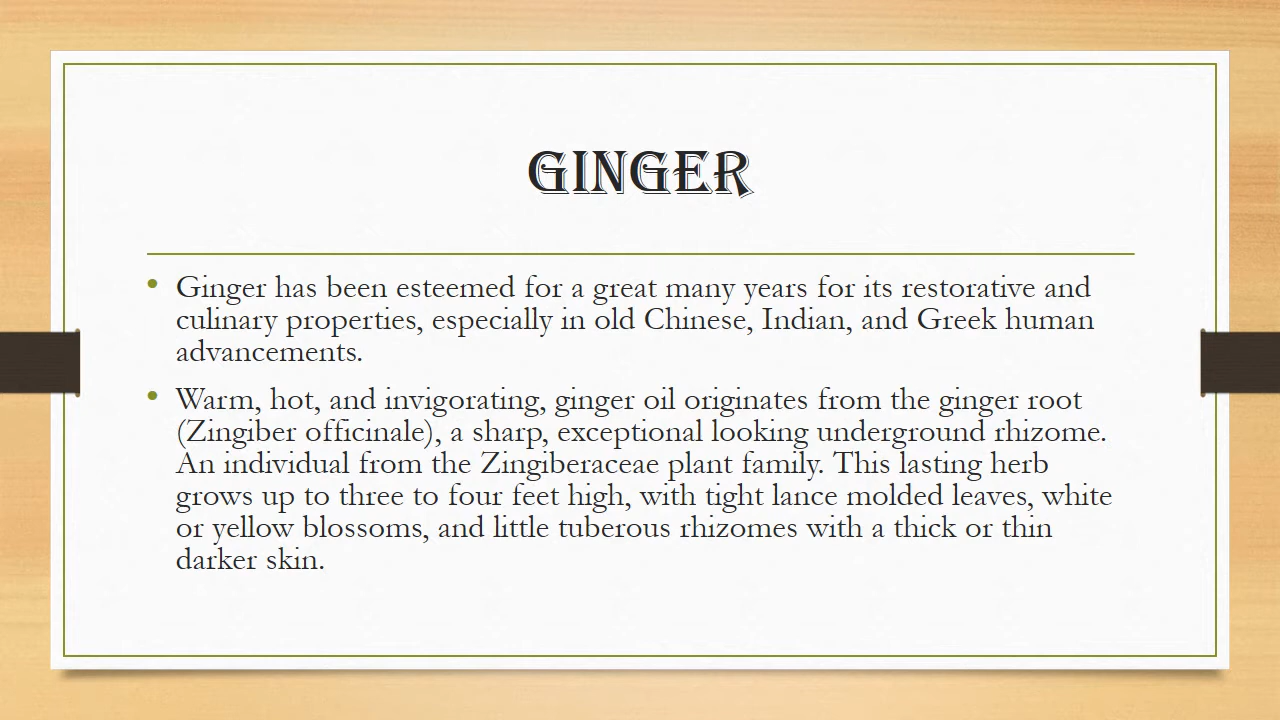 GINGER
• Ginger has been esteemed for a great many years for its restorative and
culinary properties, especially in old Chinese, Indian, and Greek human
advancements.
• Warm, hot, and invigorating, ginger oil originates from the ginger root
(Zingiber officinale), a sharp, exceptional looking underground rhizome.
An individual from the Zingiberaceae plant family. This lasting herb
grows up to three to four feet high, with tight lance molded leaves, white
or yellow blossoms, and little tuberous rhizomes with a thick or thin
darker skin.